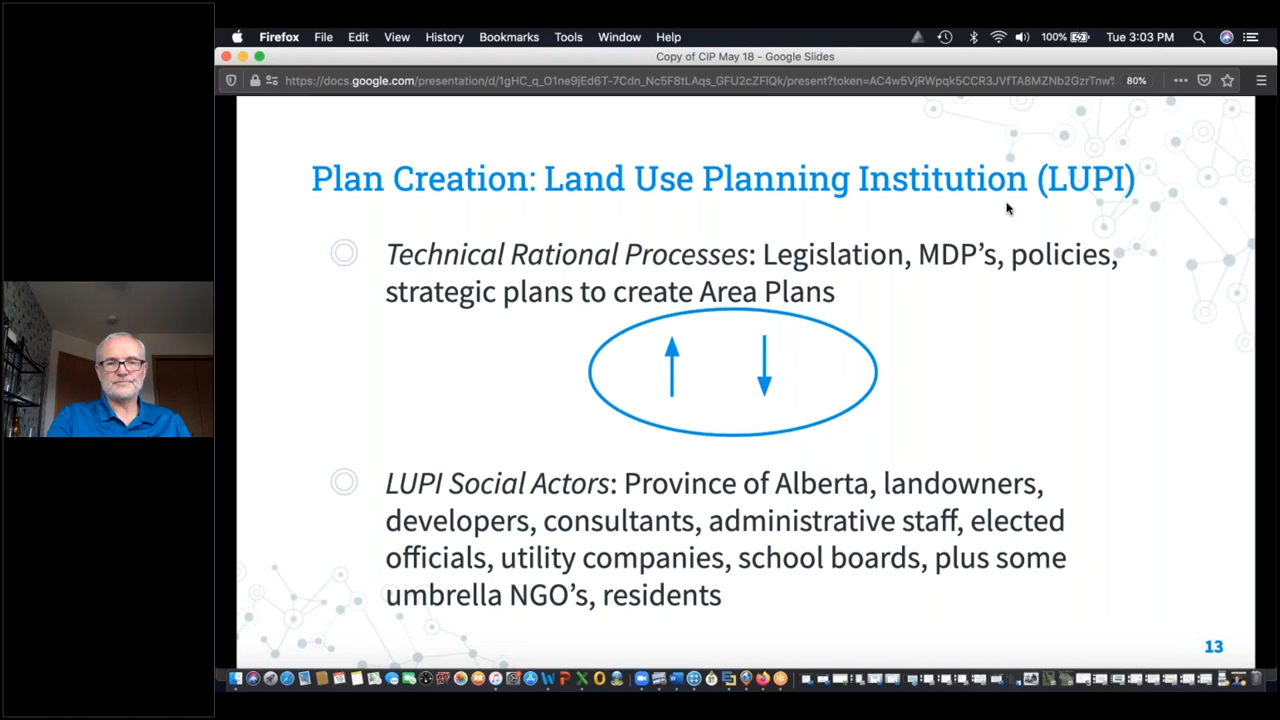 Firefox File Edit View History Bookmarks Tools Window Help 100% Tue 3:03 PM
Copy of CIP May 18 - Google Slides
80%
Plan Creation: Land Use Planning Institution (LUPI)
Technical Rational Processes: Legislation, MDP's, policies,
strategic plans to create Area Plans
LUPI Social Actors: Province of Alberta, landowners,
developers, consultants, administrative staff, elected
officials, utility companies, school boards, plus some
umbrella NGO's, residents
13